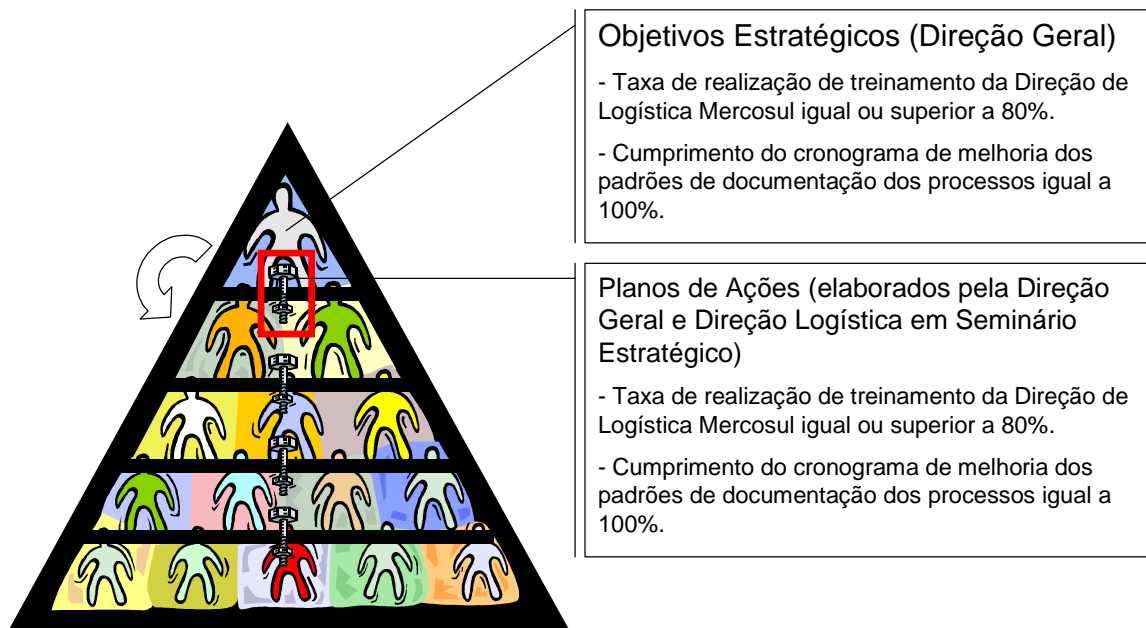 Objetivos Estratégicos (Direção Geral)
- Taxa de realização de treinamento da Direção de
Logística Mercosul igual ou superior a 80%.
- Cumprimento do cronograma de melhoria dos
padrões de documentação dos processos igual a
100%.
Planos de Ações (elaborados pela Direção
Geral e Direção Logística em Seminário
Estratégico)
- Taxa de realização de treinamento da Direção de
Logística Mercosul igual ou superior a 80%.
- Cumprimento do cronograma de melhoria dos
padrões de documentação dos processos igual a
100%.